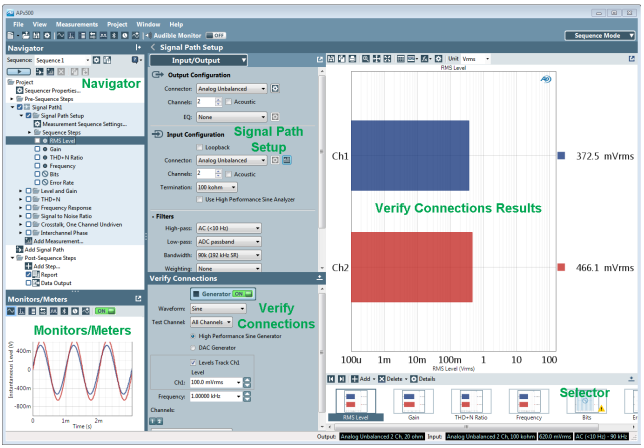 APx500
File View Measurements Project Window Help
Audible Monitor OFF
Sequence Mode
Navigator
Sequence: Sequence 1
Navigator
Project
Sequencer Properties...
Pre-Sequence Steps
Signal Path1
Signal Path Setup
Measurement Sequence Settings...
Sequence Steps
RMS Level
Gain
THD+N Ratio
Frequency
Bits
Error Rate
Level and Gain
THD+N
Frequency Response
Signal to Noise Ratio
Crosstalk, One Channel Undriven
Interchannel Phase
Add Measurement...
Add Signal Path
Post-Sequence Steps
Add Step...
Report
Data Output
Monitors/Meters
ON
Monitors/Meters
Instantaneous Level (V)
400m
0
-400m
-800m
0 1m 2m
Time (s)
Signal Path Setup
Input/Output
Output Configuration
Connector: Analog Unbalanced
Channels: 2 Acoustic
EQ: None
Input Configuration
Signal Path Setup
Loopback
Connector: Analog Unbalanced
Channels: 2 Acoustic
Termination: 100 kohm
Use High Performance Sine Analyzer
Filters
High-pass: AC (<10 Hz)
Low-pass: ADC passband
Bandwidth: 90k (192 kHz SR)
Weighting: None
Verify Connections
Generator ON
Verify Connections
Waveform: Sine
Test Channel: All Channels
High Performance Sine Generator
DAC Generator
Levels Track Ch1
Level
Ch1: 100.0 mVrms
Frequency: 1.00000 kHz
Channels:
1 2
Unit Vrms
RMS Level
Ch1
372.5 mVrms
Verify Connections Results
Ch2
466.1 mVrms
100u 1m 10m 100m 1 10 100
RMS Level (Vrms)
Add Delete Details
Selector
RMS Level Gain THD+N Ratio Frequency Bits
Output: Analog Unbalanced 2 Ch, 20 ohm Input: Analog Unbalanced 2 Ch, 100 kohm 620.0 mVrms AC (<10 Hz) - 90 kHz